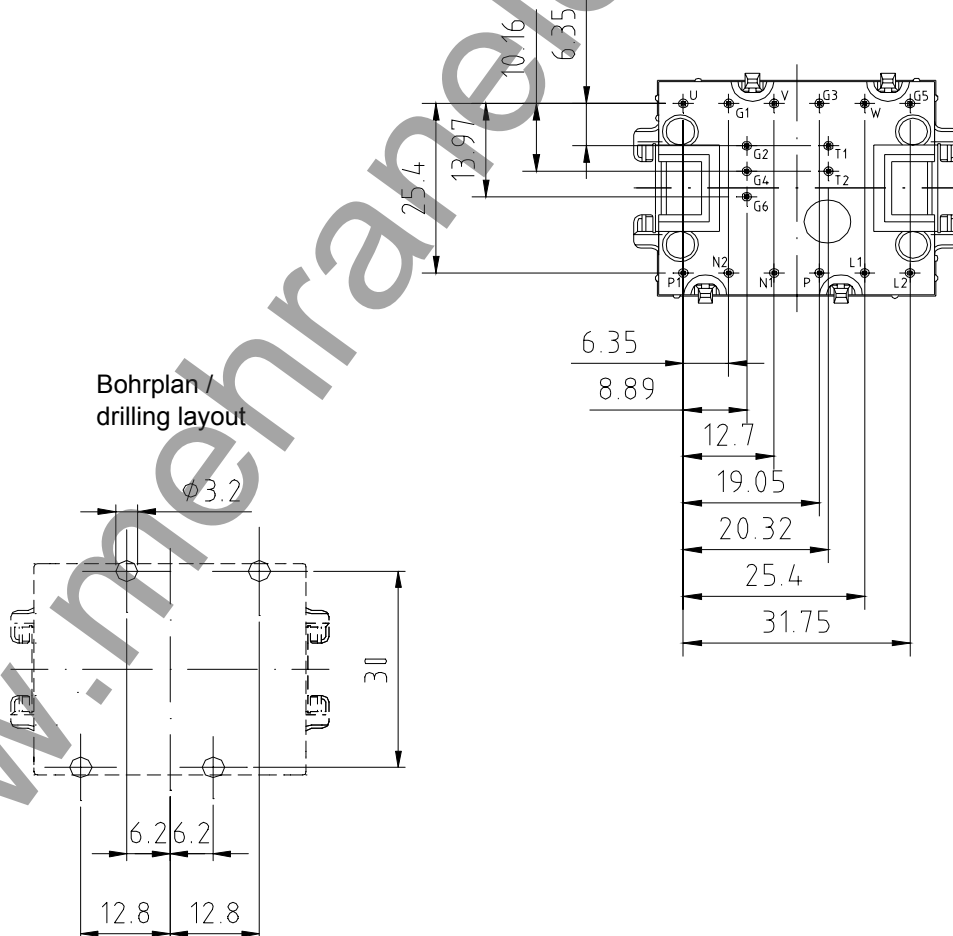 10.16
6.35
13.97
25.4
U
G1
V
G3
W
G5
G2
T1
G4
T2
G6
P1
N2
N1
P
L1
L2
6.35
8.89
12.7
19.05
20.32
25.4
31.75
Bohrplan /
drilling layout
ϕ3.2
30
6.2 6.2
12.8 12.8
w.mehranel